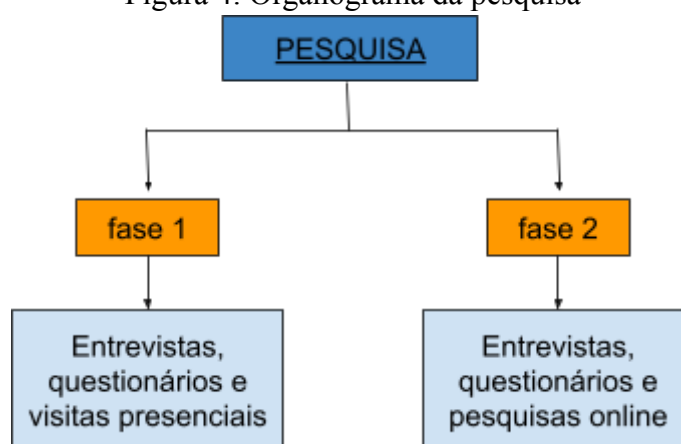 Figura 4: Organograma da pesquisa
PESQUISA
fase 1
fase 2
Entrevistas,
questionários e
visitas presenciais
Entrevistas,
questionários e
pesquisas online